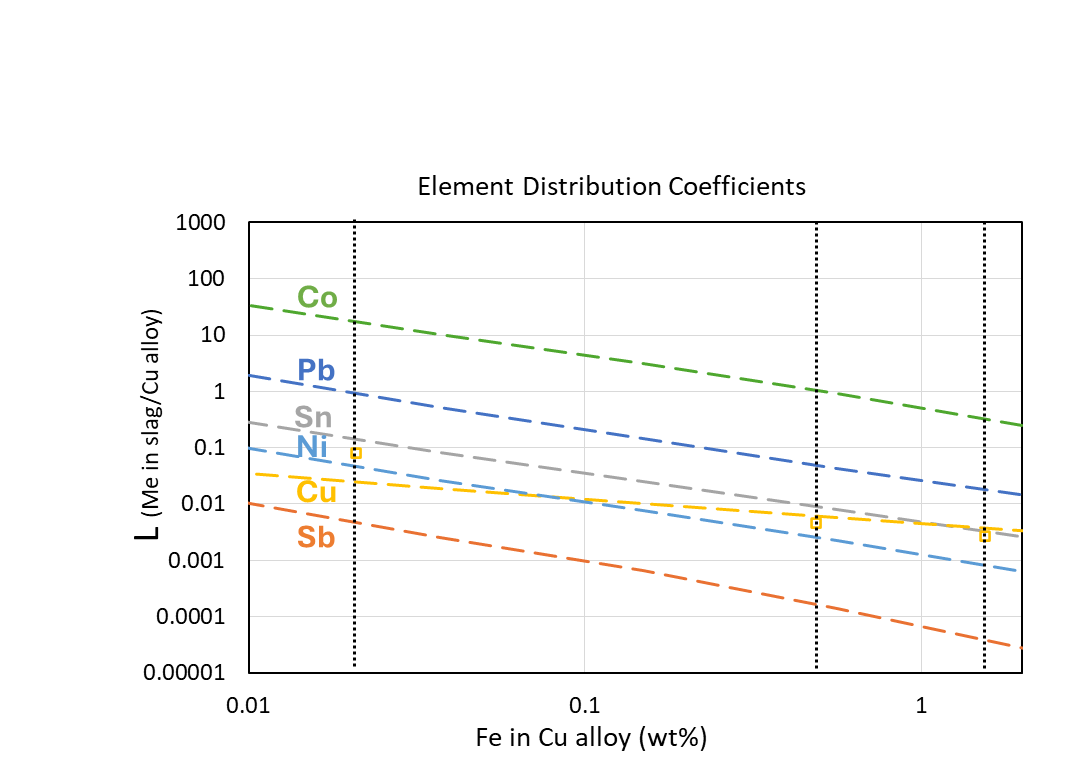 Element Distribution Coefficients
1000
100
10
1
0.1
0.01
0.001
0.0001
0.00001
L (Me in slag/Cu alloy)
Co
Pb
Sn
Ni
Cu
Sb
0.01
0.1
1
Fe in Cu alloy (wt%)